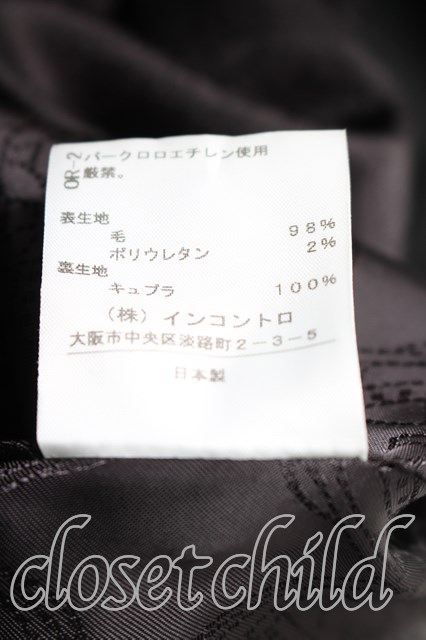 OR-2パークロロエチレン使用
厳禁。
表生地
毛 98%
ポリウレタン 2%
裏生地
キュプラ 100%
(株)インコントロ
大阪市中央区淡路町2-3-5
日本製
closet child